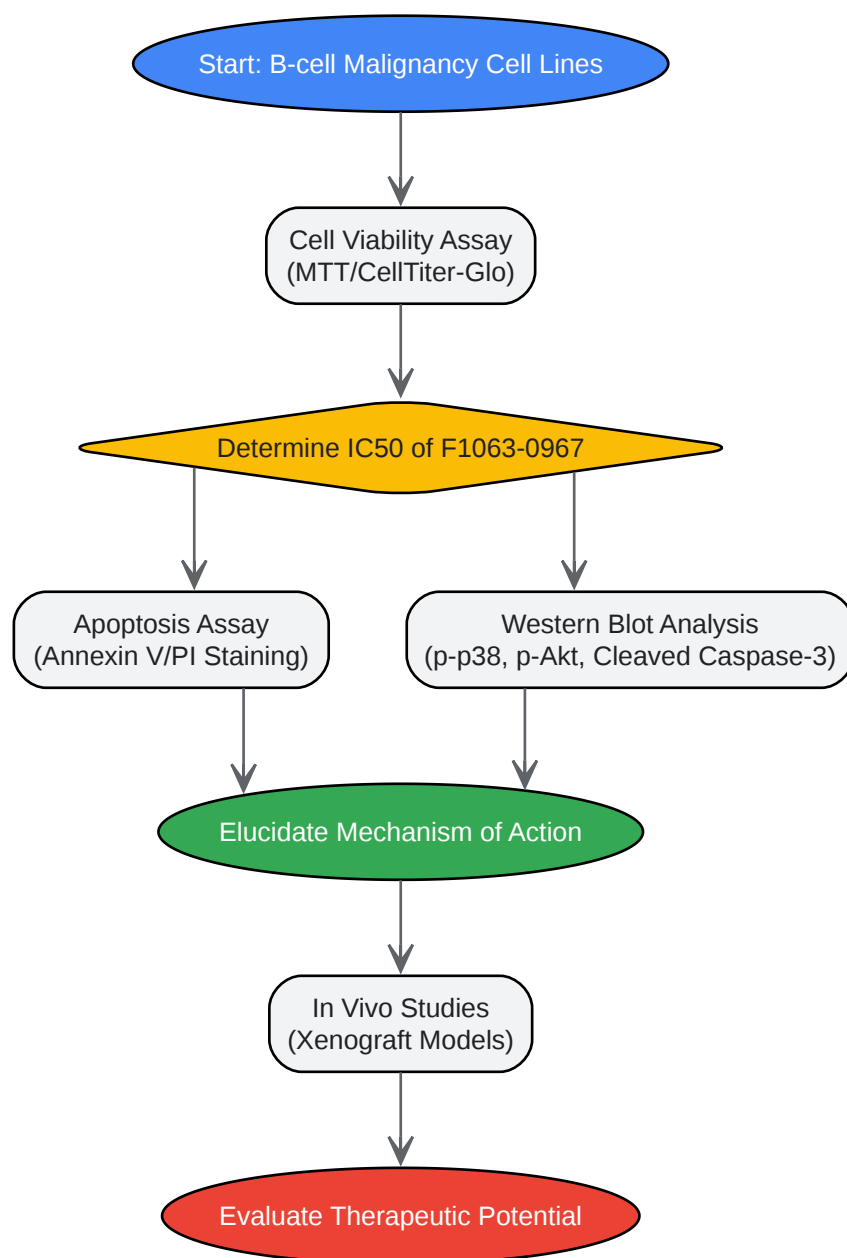 Start: B-cell Malignancy Cell Lines
Cell Viability Assay
(MTT/CellTiter-Glo)
Determine IC50 of F1063-0967
Apoptosis Assay
(Annexin V/PI Staining)
Western Blot Analysis
(p-p38, p-Akt, Cleaved Caspase-3)
Elucidate Mechanism of Action
In Vivo Studies
(Xenograft Models)
Evaluate Therapeutic Potential